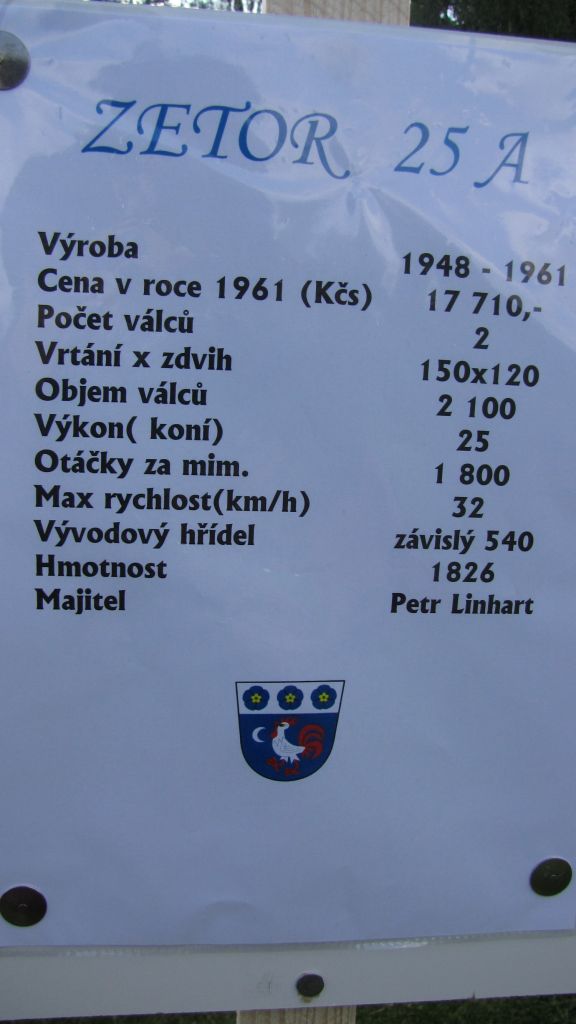 ZETOR 25 A
Výroba 1948 - 1961
Cena v roce 1961 (Kčs) 17 710,-
Počet válců 2
Vrtání x zdvih 150x120
Objem válců 2 100
Výkon( koní) 25
Otáčky za mim. 1 800
Max rychlost(km/h) 32
Vývodový hřídel závislý 540
Hmotnost 1826
Majitel Petr Linhart